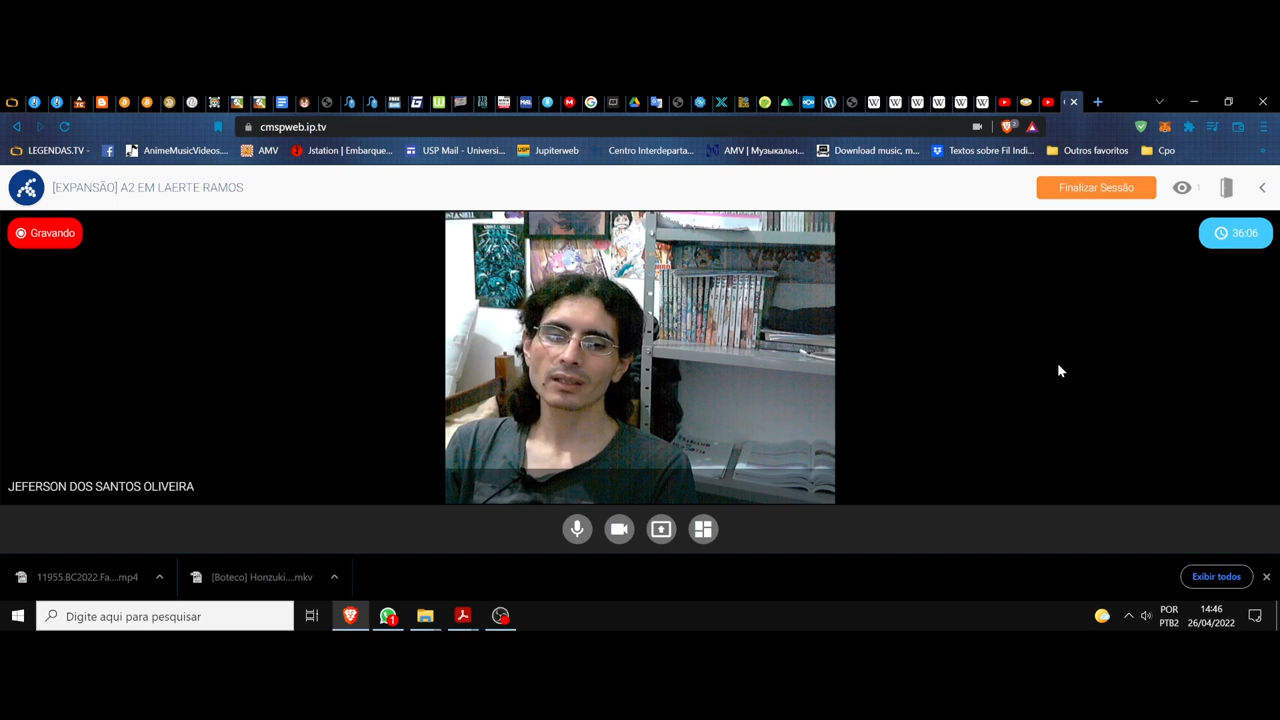 cmspweb.ip.tv
2
LEGENDAS.TV -
AnimeMusicVideos....
AMV
Jstation | Embarque...
USP Mail - Universi...
Jupiterweb
Centro Interdeparta...
AMV | Музыкальн...
Download music, m...
Textos sobre Fil Indi...
Outros favoritos
Cpo
[EXPANSÃO] A2 EM LAERTE RAMOS
Finalizar Sessão
1
Gravando
36:06
JEFERSON DOS SANTOS OLIVEIRA
11955.BC2022.Fa....mp4
[Boteco] Honzuki....mkv
Exibir todos
Digite aqui para pesquisar
1
POR
PTB2
14:46
26/04/2022